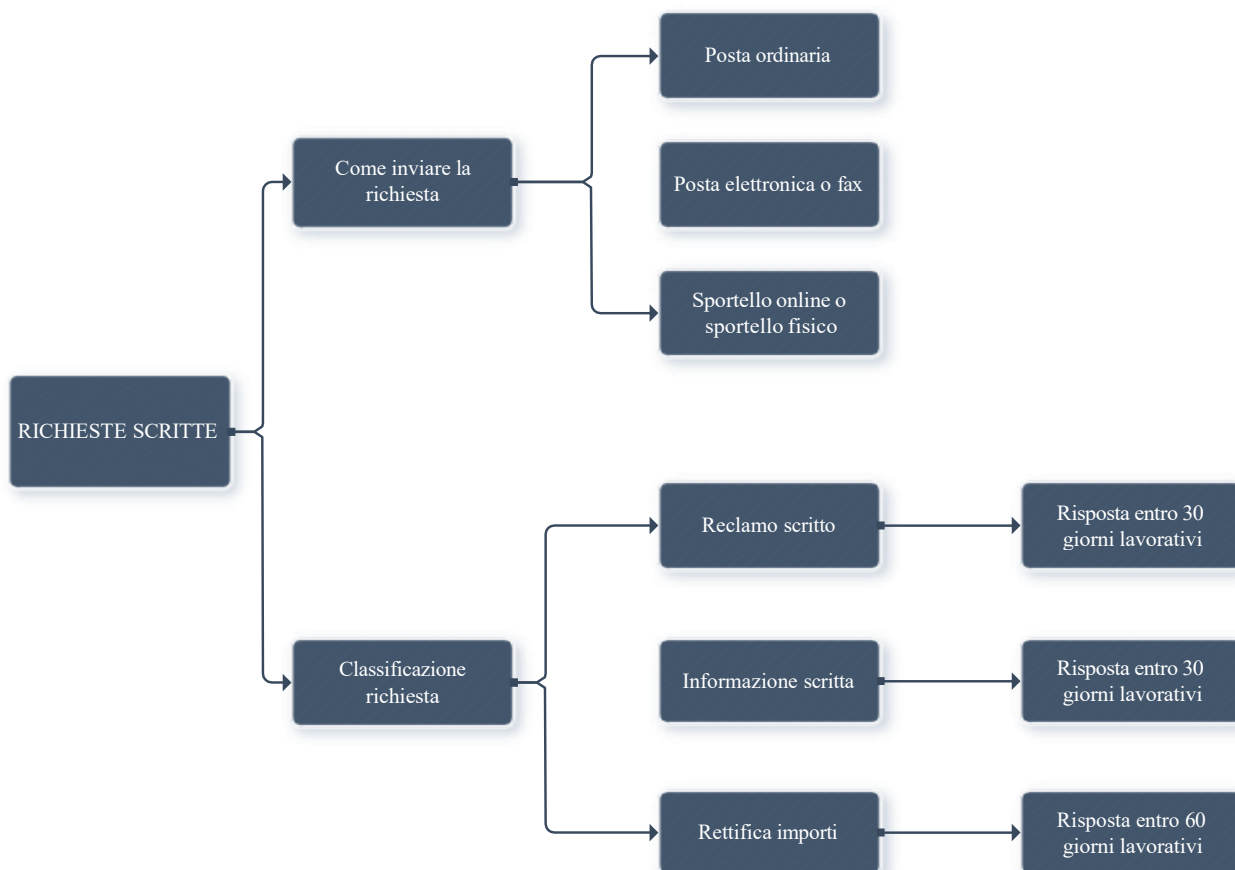 Posta ordinaria
Come inviare la
richiesta
Posta elettronica o fax
Sportello online o
sportello fisico
RICHIESTE SCRITTE
Reclamo scritto
Risposta entro 30
giorni lavorativi
Classificazione
richiesta
Informazione scritta
Risposta entro 30
giorni lavorativi
Rettifica importi
Risposta entro 60
giorni lavorativi